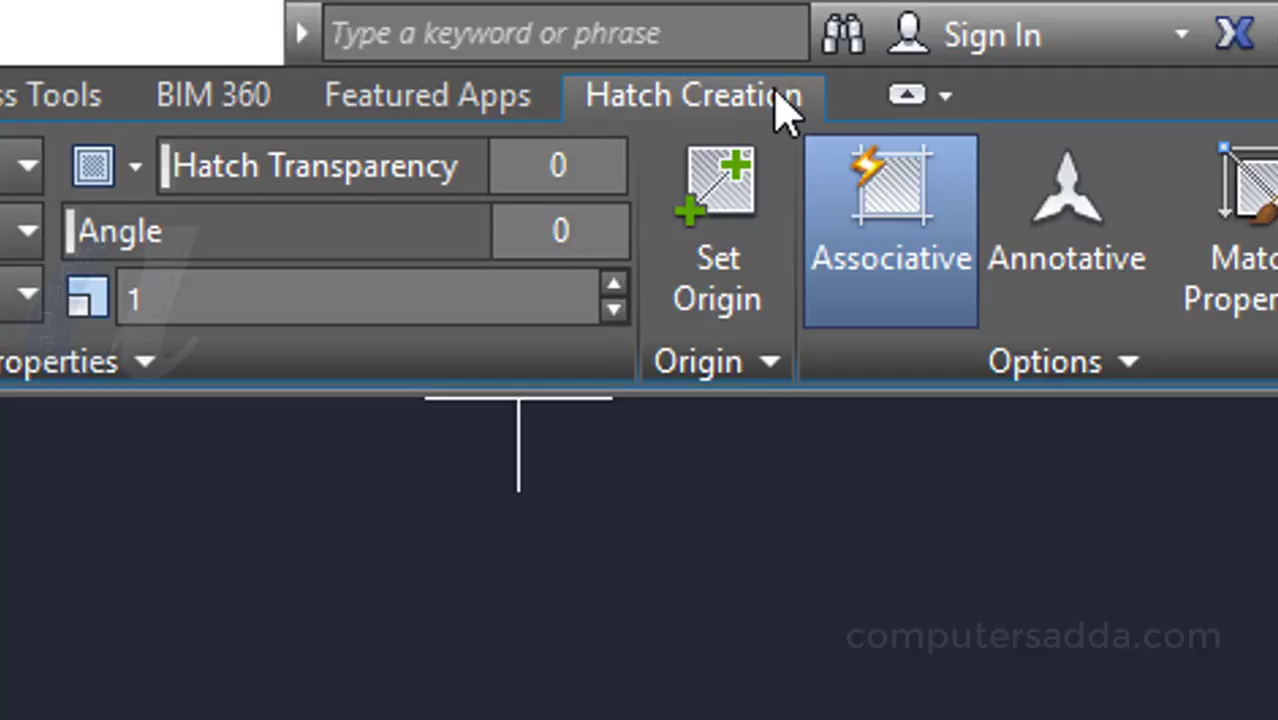 Type a keyword or phrase
Sign In
ss Tools
BIM 360
Featured Apps
Hatch Creation
Hatch Transparency
0
Angle
0
1
Set
Origin
Associative
Annotative
Matc
Proper
roperties
Origin
Options
computersadda.com